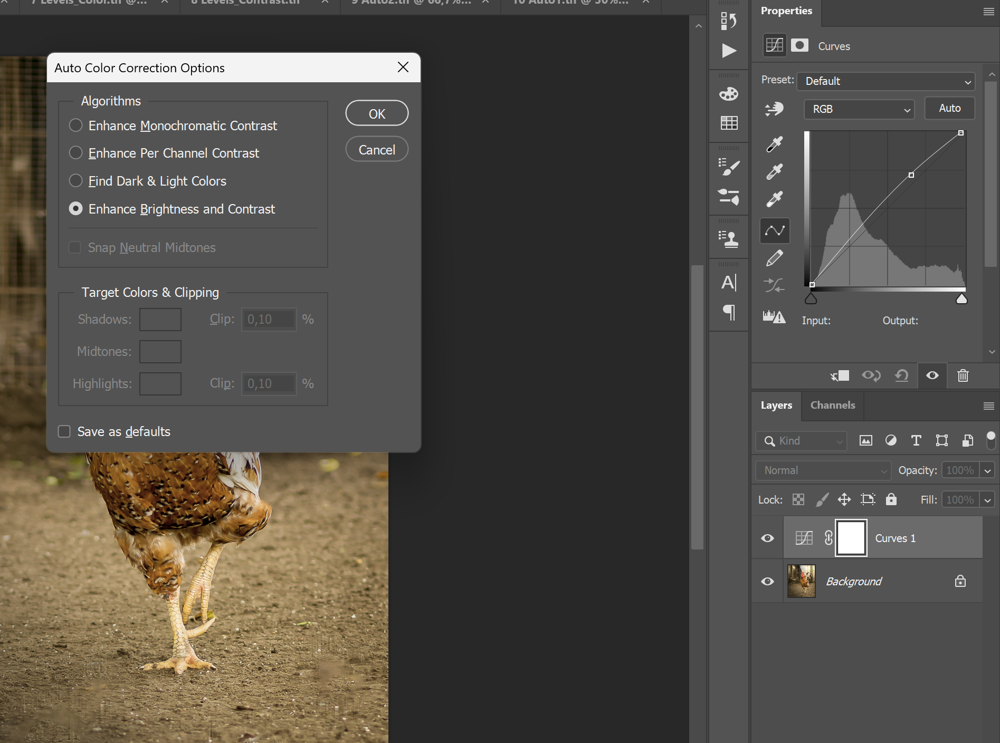 7 Levels_Color.tif @...
8 Levels_Contrast.tif
9 Auto2.tif @ 66,7%...
10 Auto1.tif @ 50%...
Auto Color Correction Options
Algorithms
Enhance Monochromatic Contrast
Enhance Per Channel Contrast
Find Dark & Light Colors
Enhance Brightness and Contrast
Snap Neutral Midtones
OK
Cancel
Target Colors & Clipping
Shadows: Clip: 0,10 %
Midtones:
Highlights: Clip: 0,10 %
Save as defaults
A
Properties
Curves
Preset: Default
RGB Auto
Input: Output:
Layers Channels
Kind
Normal Opacity: 100%
Lock: Fill: 100%
Curves 1
Background